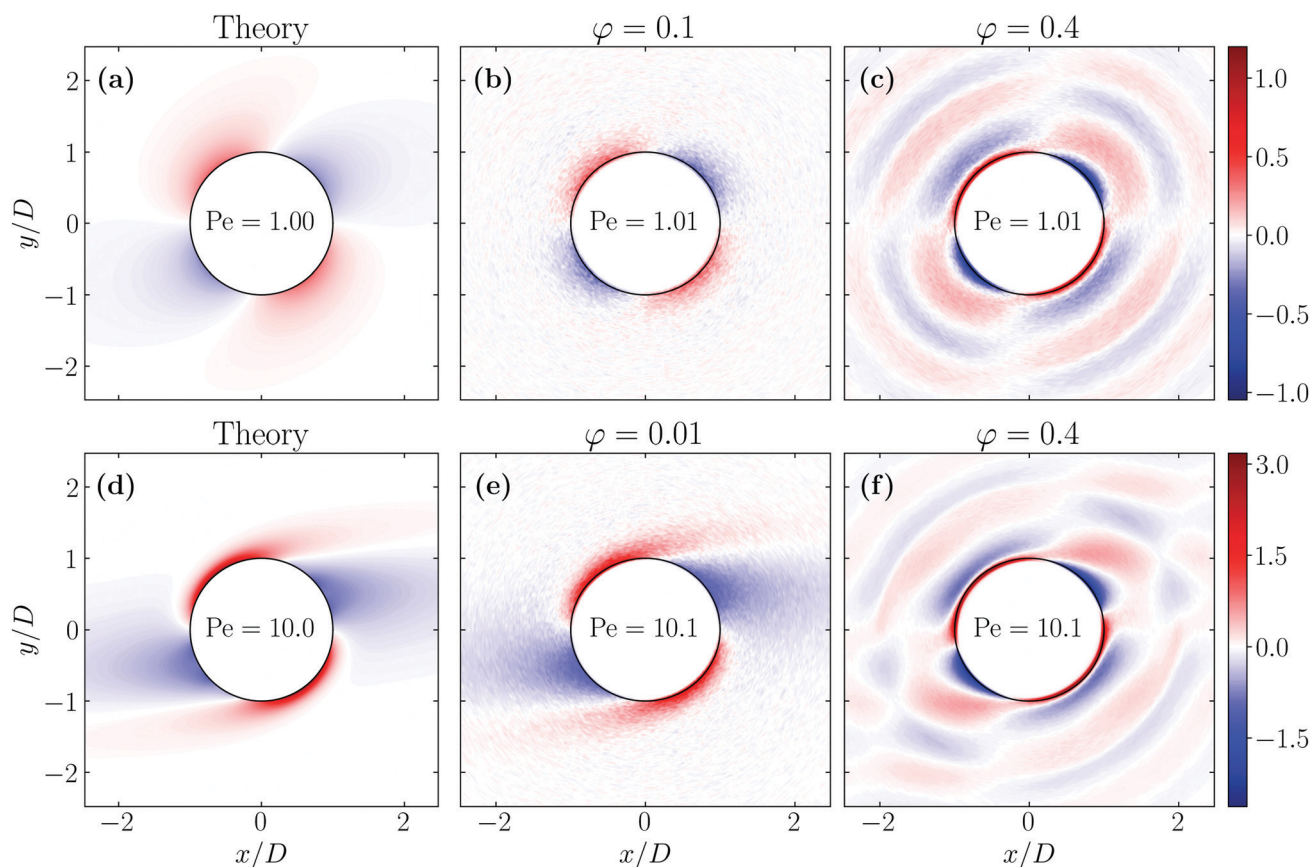 Theory
φ = 0.1
φ = 0.4
(a)
(b)
(c)
Pe = 1.00
Pe = 1.01
Pe = 1.01
y/D
2
1
0
−1
−2
1.0
0.5
0.0
−0.5
−1.0
Theory
φ = 0.01
φ = 0.4
(d)
(e)
(f)
Pe = 10.0
Pe = 10.1
Pe = 10.1
y/D
2
1
0
−1
−2
3.0
1.5
0.0
−1.5
−2
0
2
−2
0
2
−2
0
2
x/D
x/D
x/D